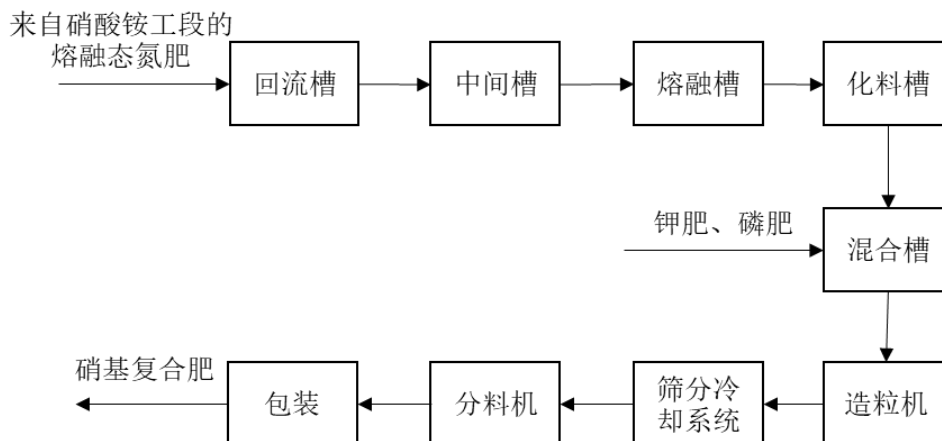 来自硝酸铵工段的
熔融态氮肥
回流槽
中间槽
熔融槽
化料槽
钾肥、磷肥
混合槽
硝基复合肥
包装
分料机
筛分冷
却系统
造粒机